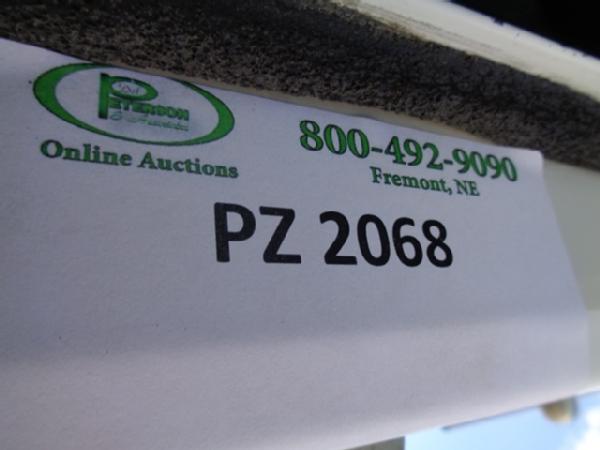 PETERSON
Online Auctions
800-492-9090
Fremont, NE
PZ 2068